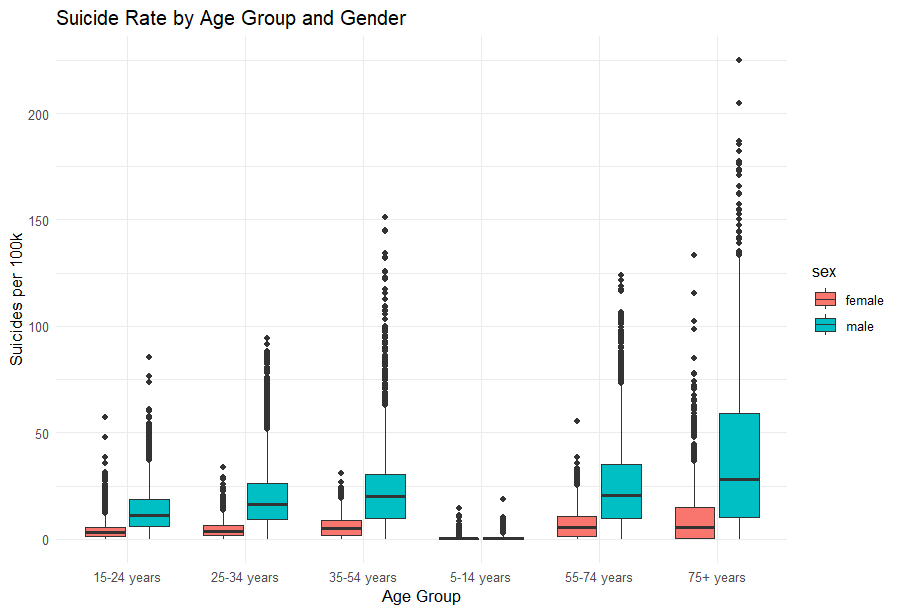 Suicide Rate by Age Group and Gender
Suicides per 100k
200
150
100
50
0
15-24 years
25-34 years
35-54 years
5-14 years
55-74 years
75+ years
Age Group
sex
female
male